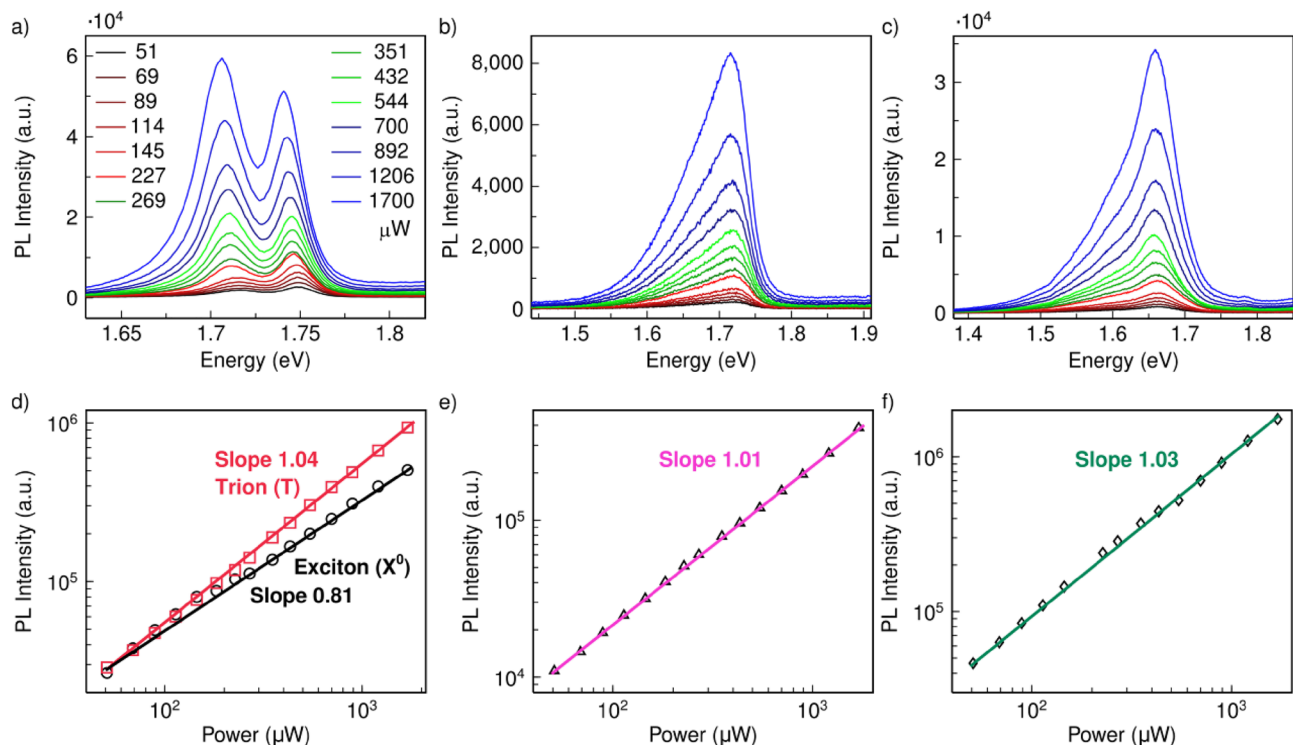 a)
·10⁴
PL Intensity (a.u.)
6
4
2
0
51
69
89
114
145
227
269
351
432
544
700
892
1206
1700
µW
1.65
1.7
1.75
1.8
Energy (eV)
b)
PL Intensity (a.u.)
8,000
6,000
4,000
2,000
0
1.5
1.6
1.7
1.8
1.9
Energy (eV)
c)
·10⁴
PL Intensity (a.u.)
3
2
1
0
1.4
1.5
1.6
1.7
1.8
Energy (eV)
d)
PL Intensity (a.u.)
10⁶
10⁵
Slope 1.04
Trion (T)
Exciton (X⁰)
Slope 0.81
10²
10³
Power (µW)
e)
PL Intensity (a.u.)
10⁵
10⁴
Slope 1.01
10²
10³
Power (µW)
f)
PL Intensity (a.u.)
10⁶
10⁵
Slope 1.03
10²
10³
Power (µW)